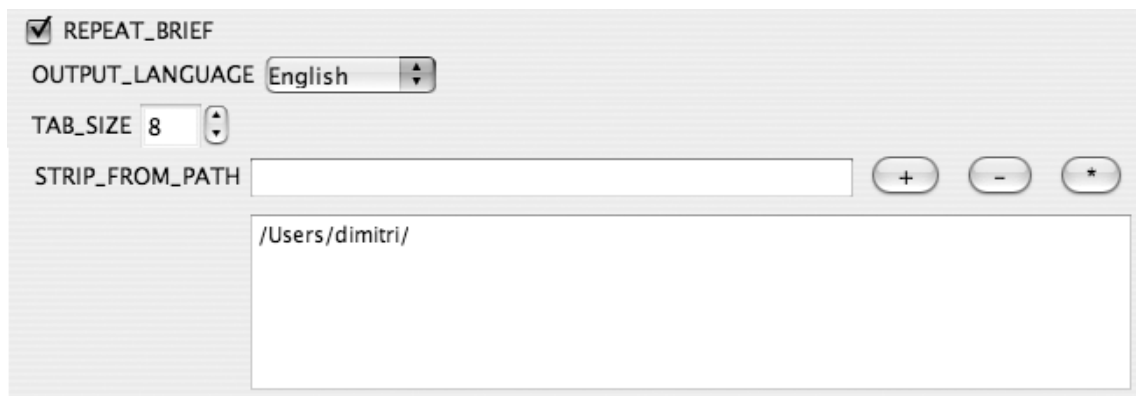 REPEAT_BRIEF
OUTPUT_LANGUAGE English
TAB_SIZE 8
STRIP_FROM_PATH + - *
/Users/dimitri/